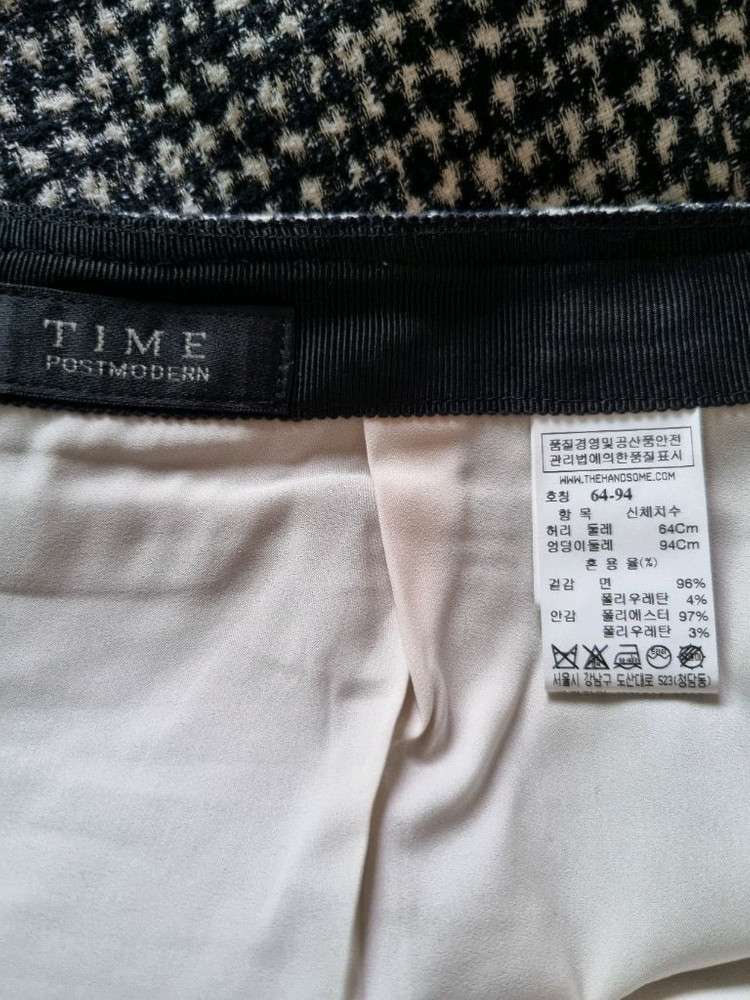 TIME
POSTMODERN
품질경영및공산품안전
관리법에의한품질표시
WWW.THEHANDSOME.COM
호칭 64-94
항 목 신체치수
허리 둘레 64Cm
엉덩이둘레 94Cm
혼 용 율(%)
겉감 면 96%
폴리우레탄 4%
안감 폴리에스터 97%
폴리우레탄 3%
서울시 강남구 도산대로 523(청담동)